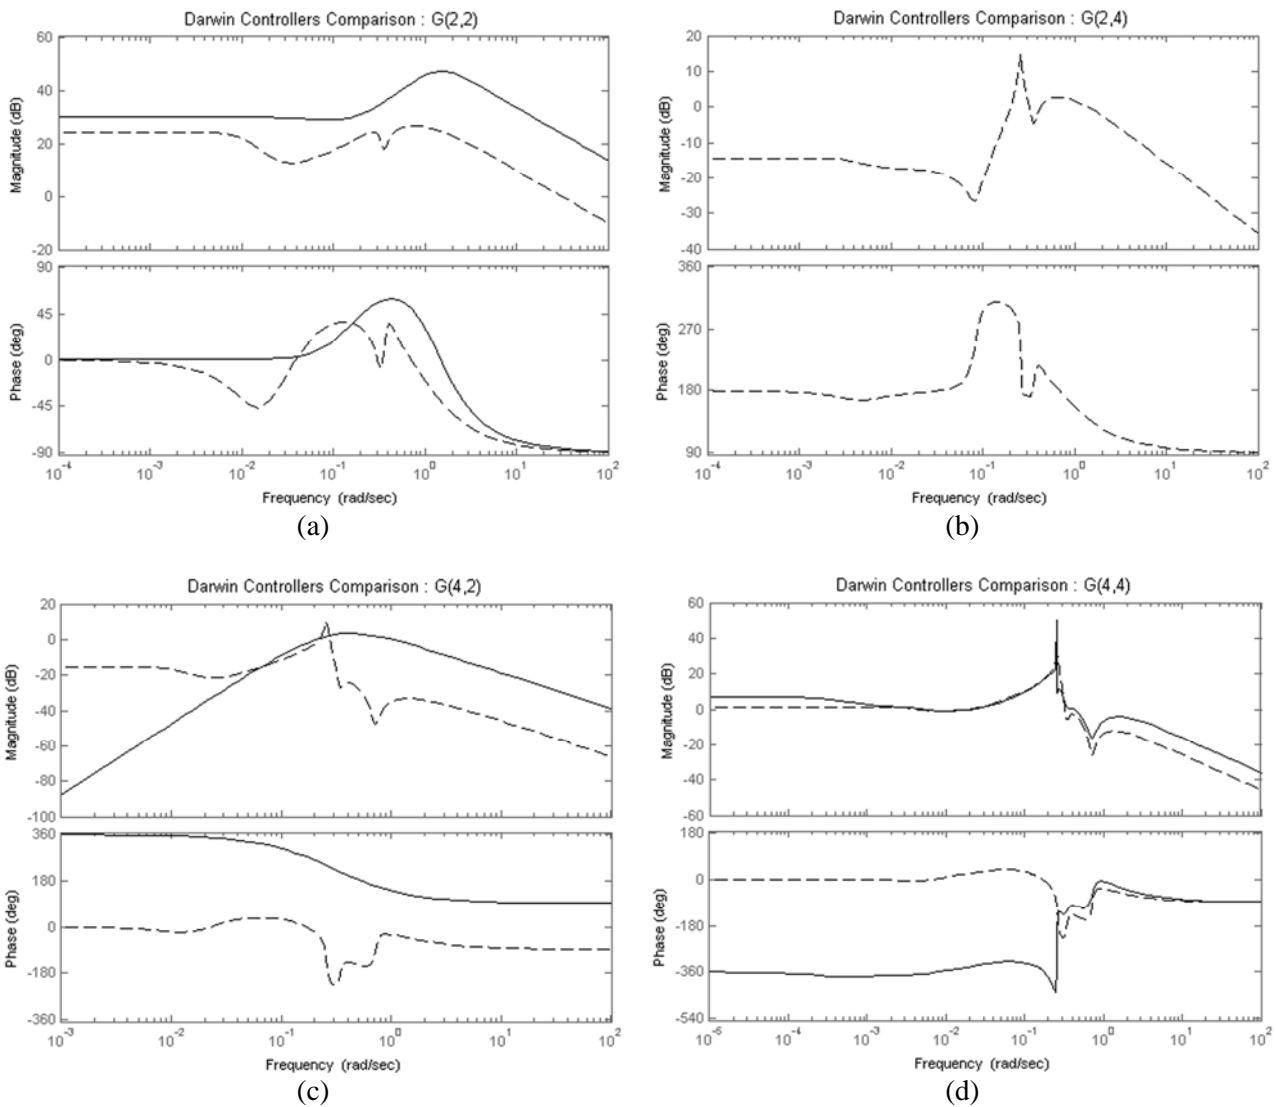 Darwin Controllers Comparison : G(2,2)
60
40
20
0
-20
Magnitude (dB)
90
45
0
-45
-90
Phase (deg)
10^-4 10^-3 10^-2 10^-1 10^0 10^1 10^2
Frequency (rad/sec)
(a)
Darwin Controllers Comparison : G(2,4)
20
10
0
-10
-20
-30
-40
Magnitude (dB)
360
270
180
90
Phase (deg)
10^-4 10^-3 10^-2 10^-1 10^0 10^1 10^2
Frequency (rad/sec)
(b)
Darwin Controllers Comparison : G(4,2)
20
0
-20
-40
-60
-80
-100
Magnitude (dB)
360
180
0
-180
-360
Phase (deg)
10^-3 10^-2 10^-1 10^0 10^1 10^2
Frequency (rad/sec)
(c)
Darwin Controllers Comparison : G(4,4)
60
40
20
0
-20
-40
-60
Magnitude (dB)
180
0
-180
-360
-540
Phase (deg)
10^-5 10^-4 10^-3 10^-2 10^-1 10^0 10^1 10^2
Frequency (rad/sec)
(d)